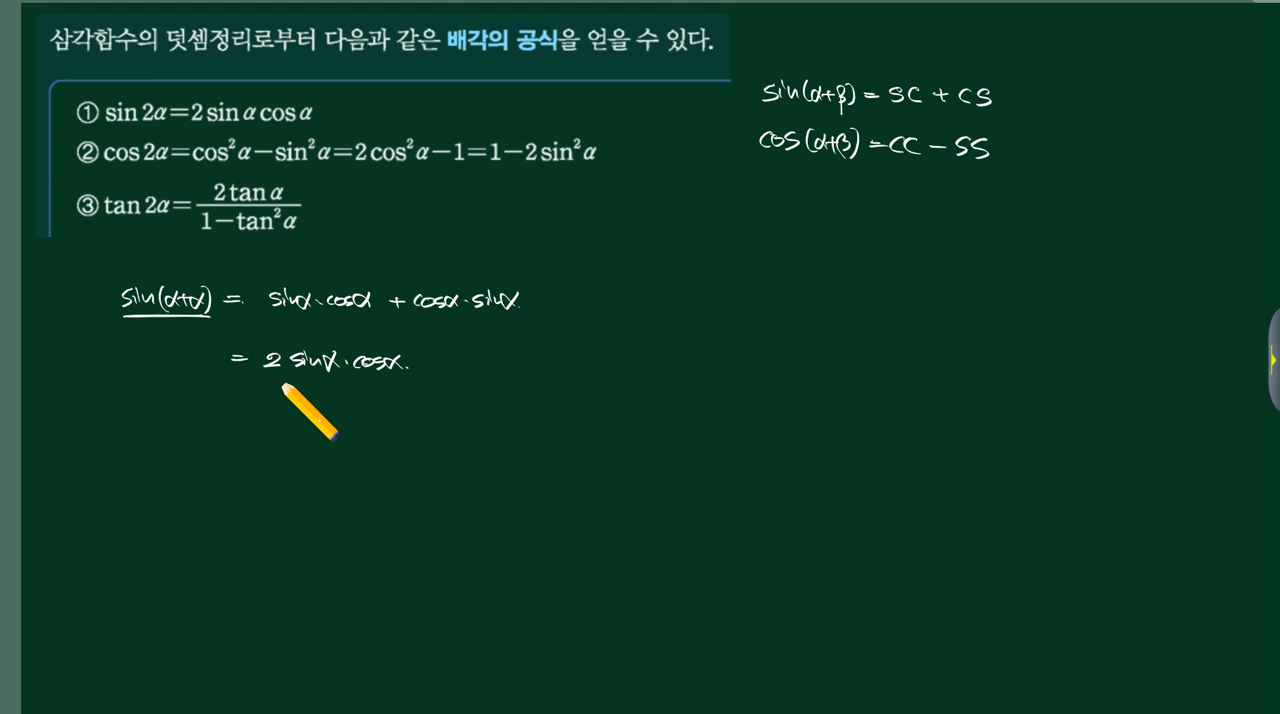 삼각함수의 덧셈정리로부터 다음과 같은 배각의 공식을 얻을 수 있다.
① sin 2α=2 sin α cos α
② cos 2α=cos²α−sin²α=2 cos²α−1=1−2 sin²α
③ tan 2α=2 tan α/1−tan²α
sin(α+β) = SC + CS
cos(α+β) = CC − SS
sin(α+α) = sinα·cosα + cosα·sinα.
= 2 sinα·cosα.